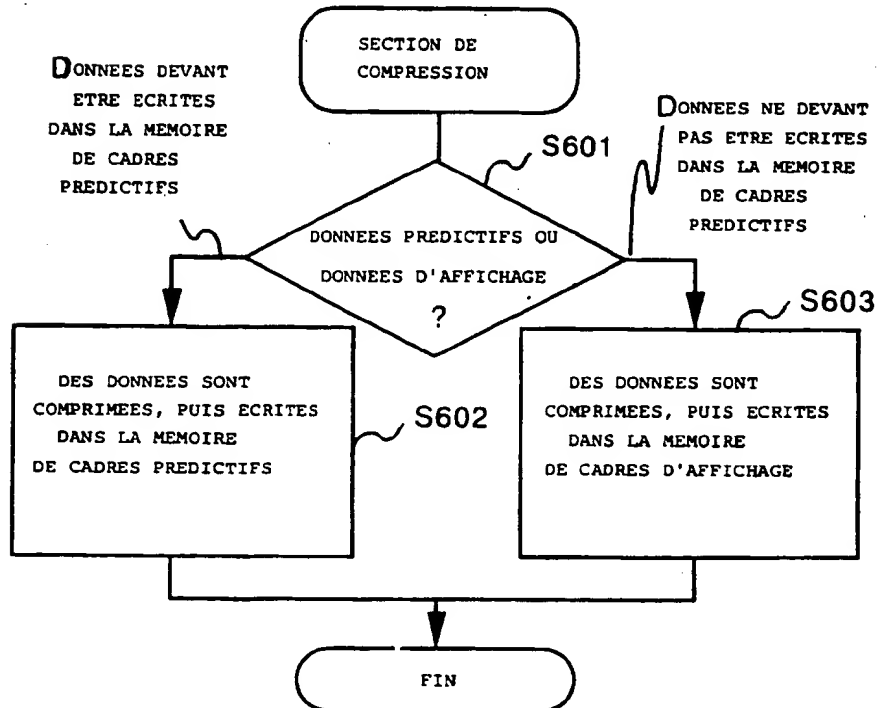 SECTION DE
COMPRESSION
DONNEES DEVANT
ETRE ECRITES
DANS LA MEMOIRE
DE CADRES
PREDICTIFS
DONNEES NE DEVANT
PAS ETRE ECRITES
DANS LA MEMOIRE
DE CADRES
PREDICTIFS
S601
DONNEES PREDICTIFS OU
DONNEES D'AFFICHAGE
?
DES DONNEES SONT
COMPRIMEES, PUIS ECRITES
DANS LA MEMOIRE
DE CADRES PREDICTIFS
S602
S603
DES DONNEES SONT
COMPRIMEES, PUIS ECRITES
DANS LA MEMOIRE
DE CADRES D'AFFICHAGE
FIN